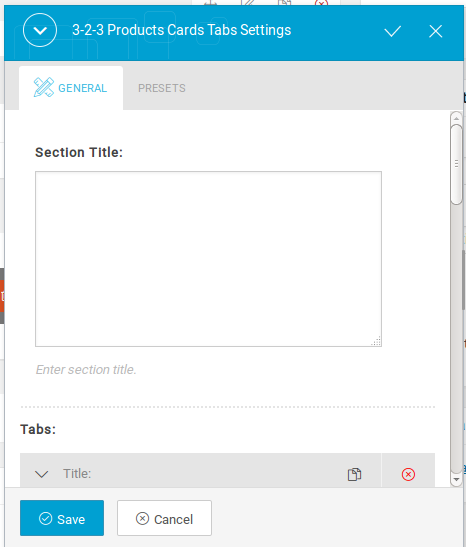 3-2-3 Products Cards Tabs Settings
GENERAL
PRESETS
Section Title:
Enter section title.
Tabs:
Title:
Save
Cancel